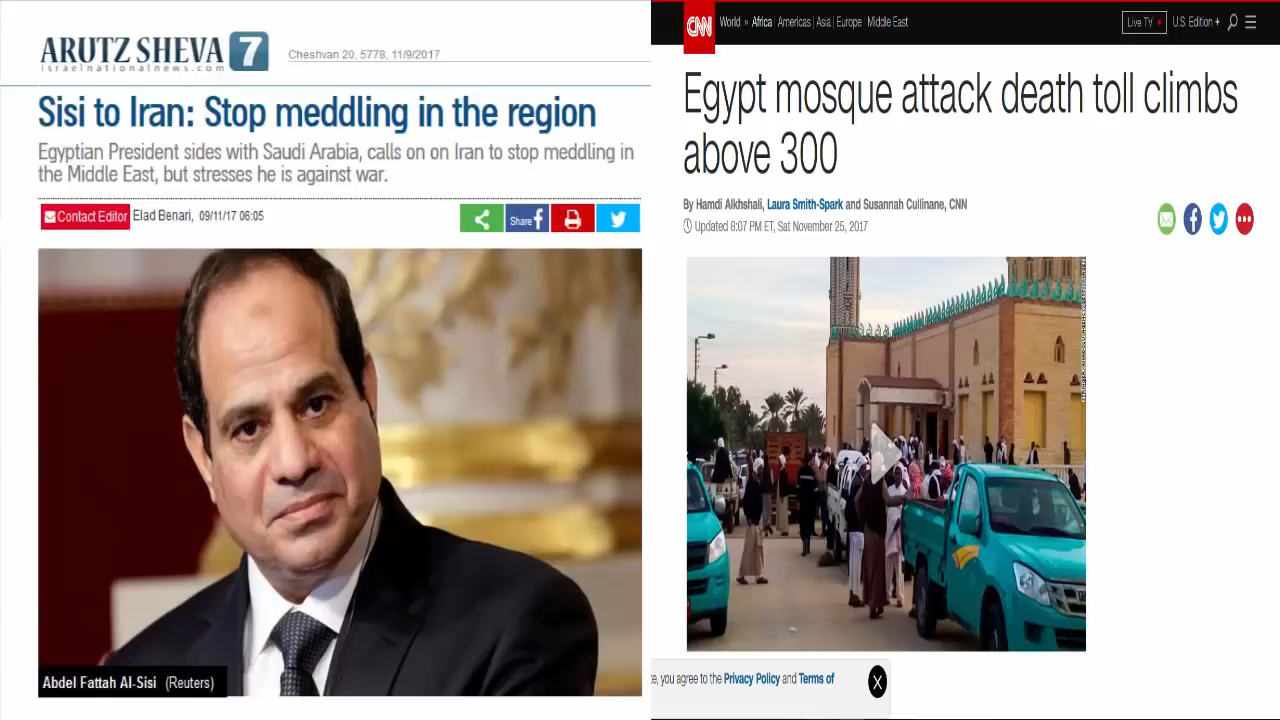 ARUTZ SHEVA 7
israelnationalnews.com
Cheshvan 20, 5778, 11/9/2017
Sisi to Iran: Stop meddling in the region
Egyptian President sides with Saudi Arabia, calls on on Iran to stop meddling in
the Middle East, but stresses he is against war.
Contact Editor Elad Benari, 09/11/17 06:05
Share f
Abdel Fattah Al-Sisi (Reuters)
CNN World » Africa | Americas | Asia | Europe | Middle East
Live TV U.S. Edition +
Egypt mosque attack death toll climbs
above 300
By Hamdi Alkhshali, Laura Smith-Spark and Susannah Cullinane, CNN
Updated 8:07 PM ET, Sat November 25, 2017
e, you agree to the Privacy Policy and Terms of
X